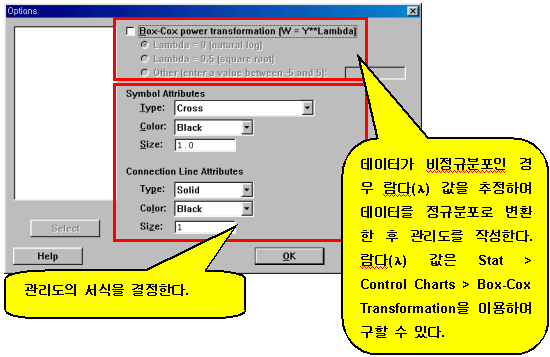 Options
Box-Cox power transformation (W = Y**Lambda)
Lambda = 0 (natural log)
Lambda = 0.5 (square root)
Other (enter a value between -5 and 5):
Symbol Attributes
Type: Cross
Color: Black
Size: 1.0
Connection Line Attributes
Type: Solid
Color: Black
Size: 1
Select
Help
OK
관리도의 서식을 결정한다.
데이터가 비정규분포인 경
우 람다(λ) 값을 추정하여
데이터를 정규분포로 변환
한 후 관리도를 작성한다.
람다(λ) 값은 Stat >
Control Charts > Box-Cox
Transformation을 이용하여
구할 수 있다.